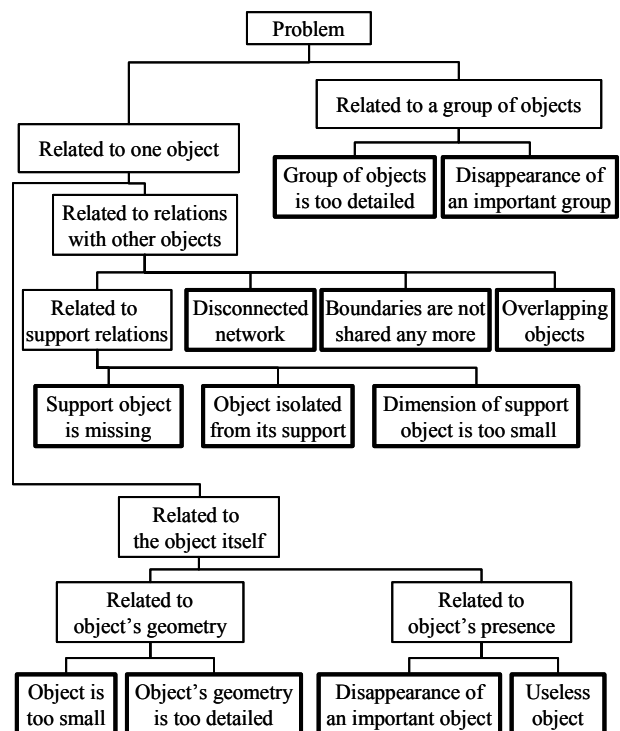 Problem
Related to a group of objects
Related to one object
Group of objects
is too detailed
Disappearance of
an important group
Related to relations
with other objects
Related to
support relations
Disconnected
network
Boundaries are not
shared any more
Overlapping
objects
Support object
is missing
Object isolated
from its support
Dimension of support
object is too small
Related to
the object itself
Related to
object's geometry
Related to
object's presence
Object is
too small
Object's geometry
is too detailed
Disappearance of
an important object
Useless
object